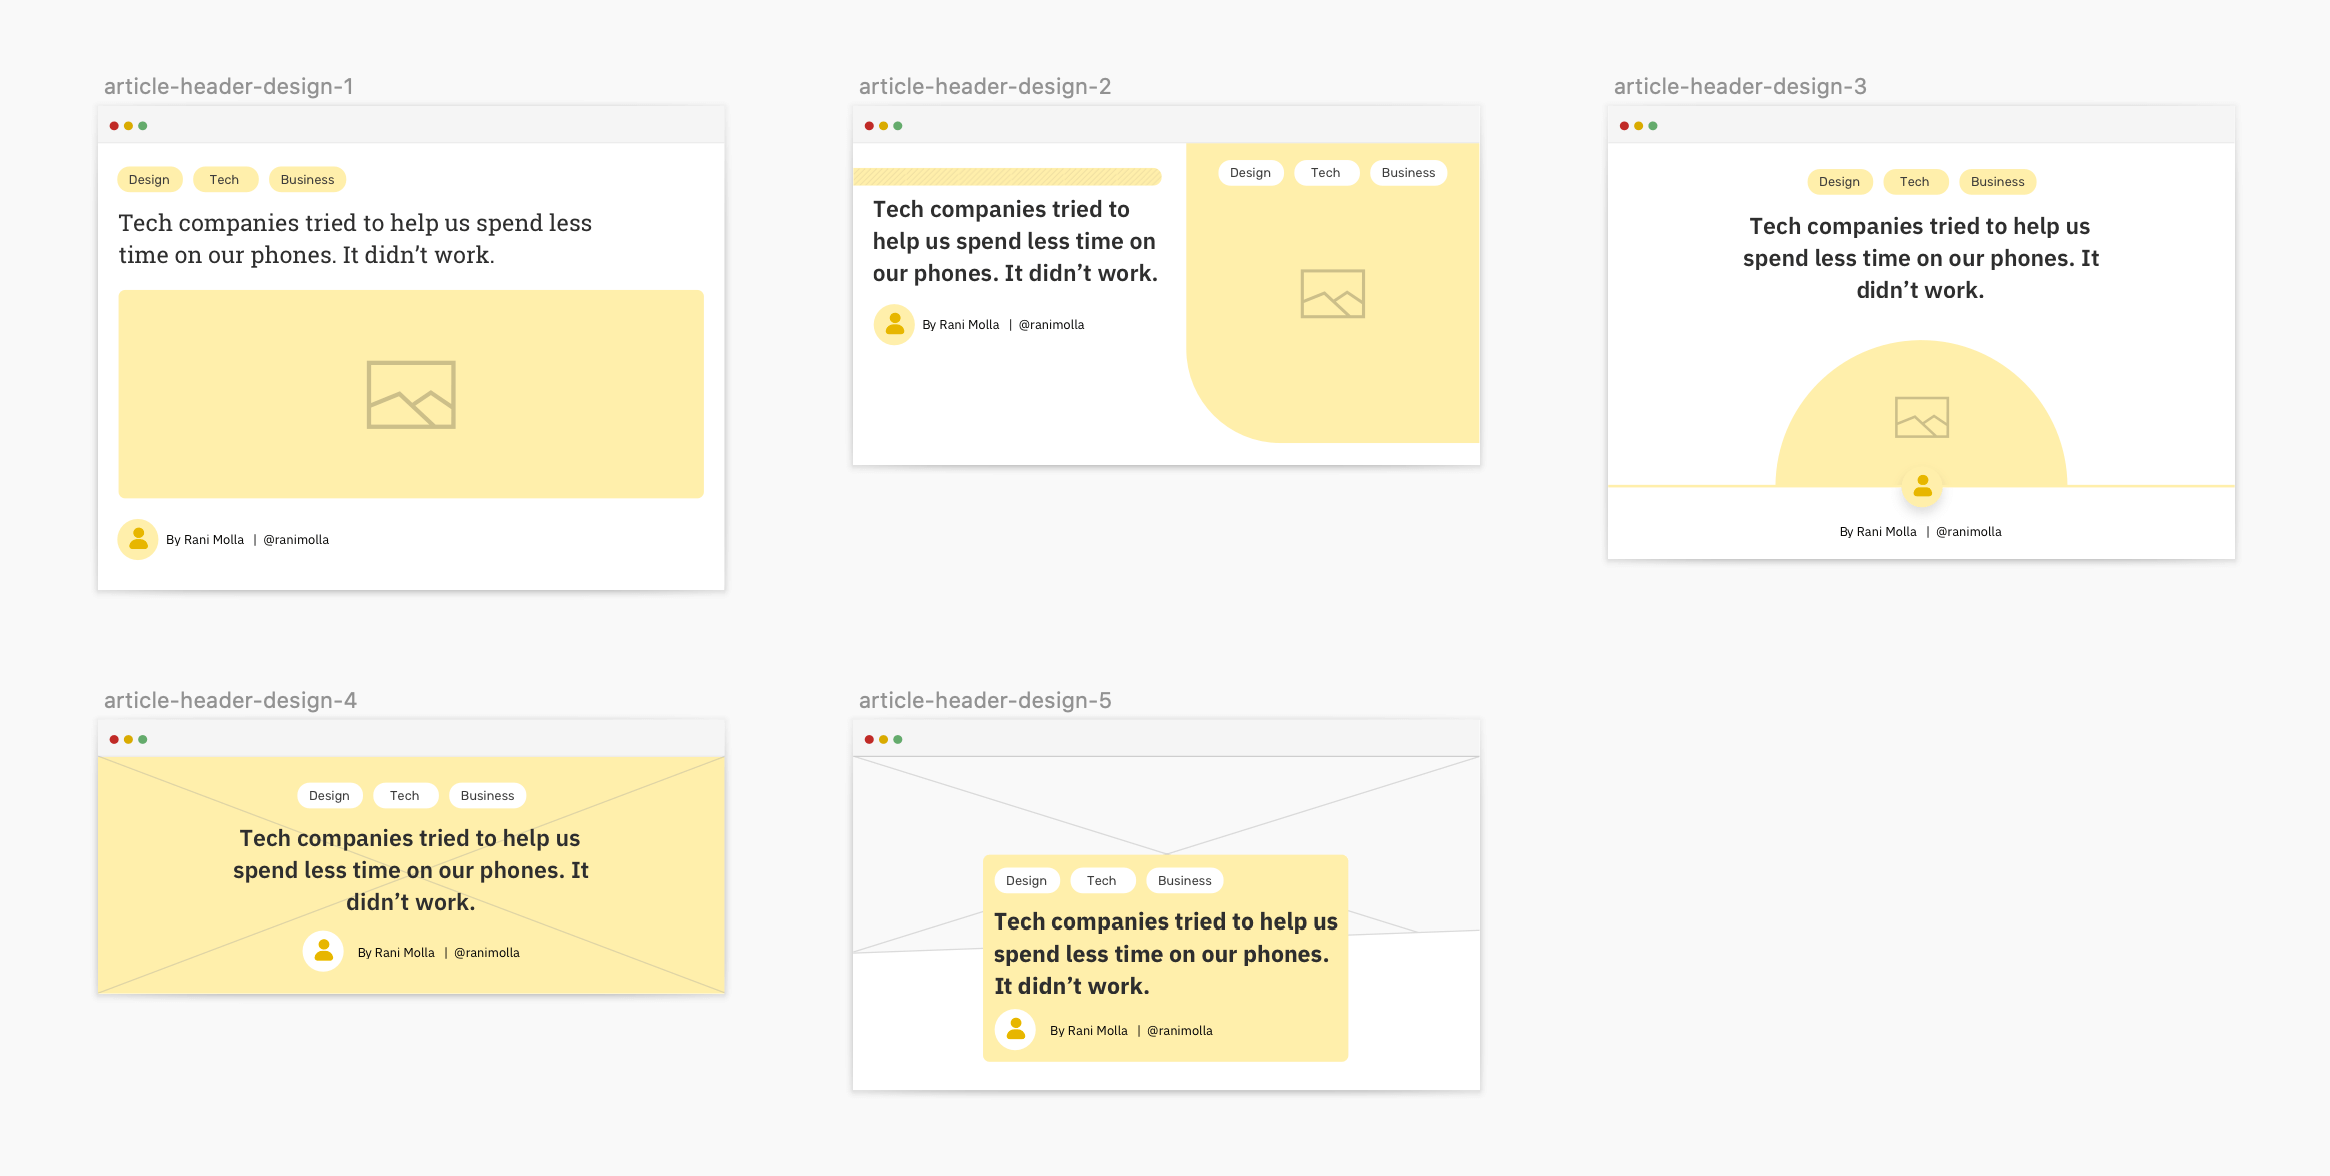 article-header-design-1
Design Tech Business
Tech companies tried to help us spend less
time on our phones. It didn’t work.
By Rani Molla | @ranimolla
article-header-design-2
Design Tech Business
Tech companies tried to
help us spend less time on
our phones. It didn’t work.
By Rani Molla | @ranimolla
article-header-design-3
Design Tech Business
Tech companies tried to help us
spend less time on our phones. It
didn’t work.
By Rani Molla | @ranimolla
article-header-design-4
Design Tech Business
Tech companies tried to help us
spend less time on our phones. It
didn’t work.
By Rani Molla | @ranimolla
article-header-design-5
Design Tech Business
Tech companies tried to help us
spend less time on our phones.
It didn’t work.
By Rani Molla | @ranimolla